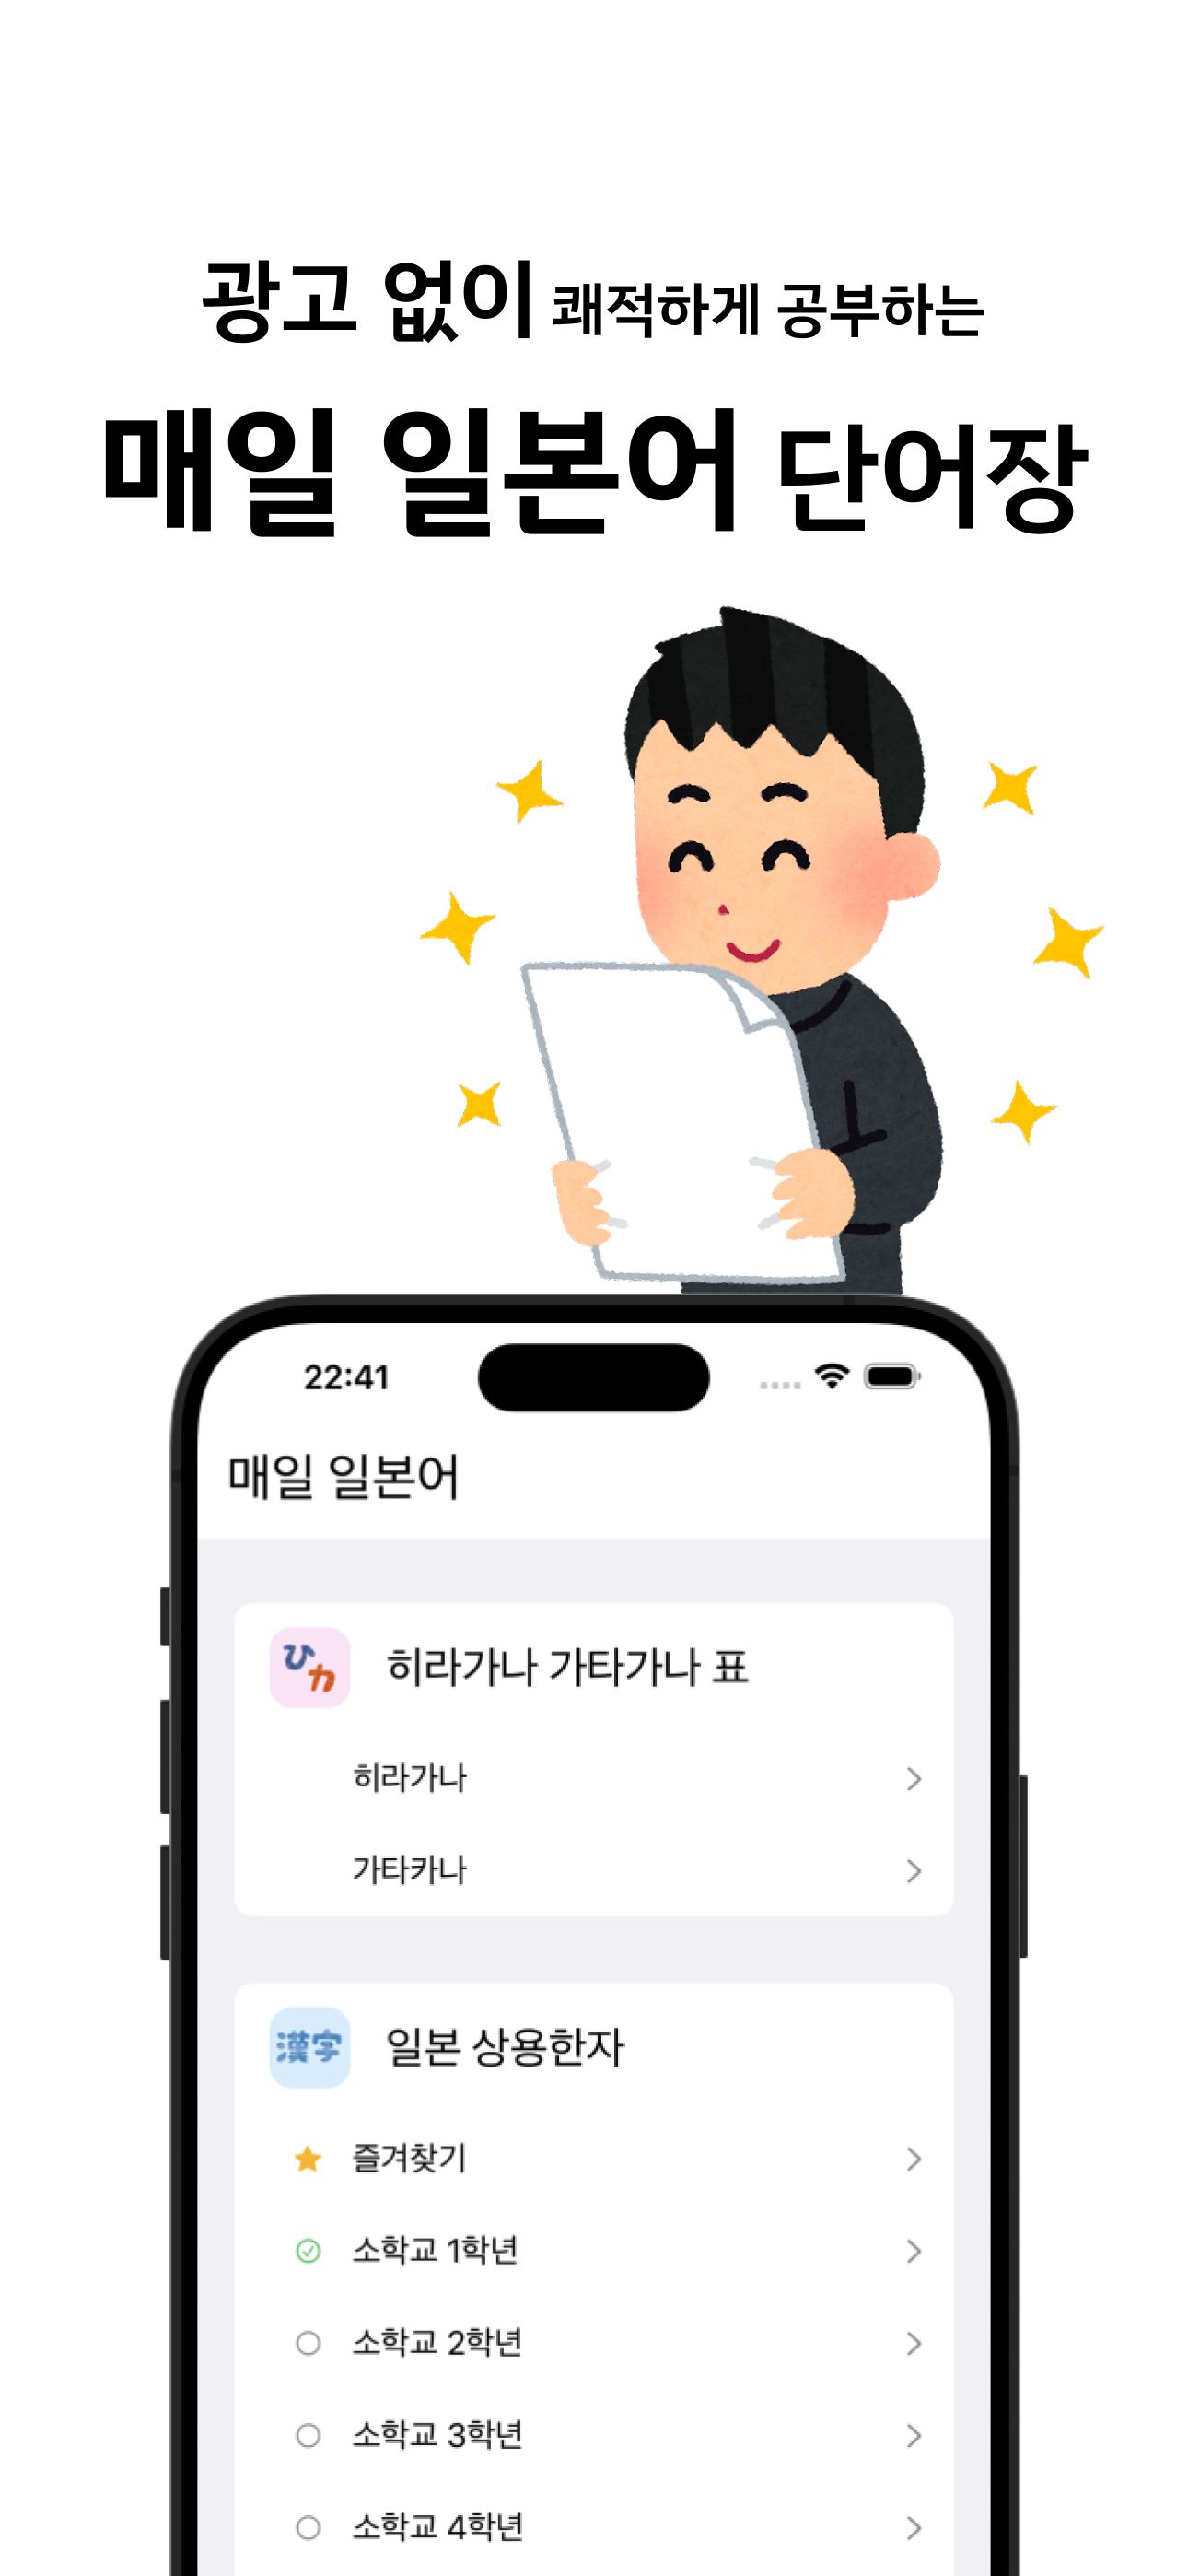 광고 없이 쾌적하게 공부하는
매일 일본어 단어장
22:41
매일 일본어
ひカ
히라가나 가타가나 표
히라가나
가타카나
漢字
일본 상용한자
즐겨찾기
소학교 1학년
소학교 2학년
소학교 3학년
소학교 4학년